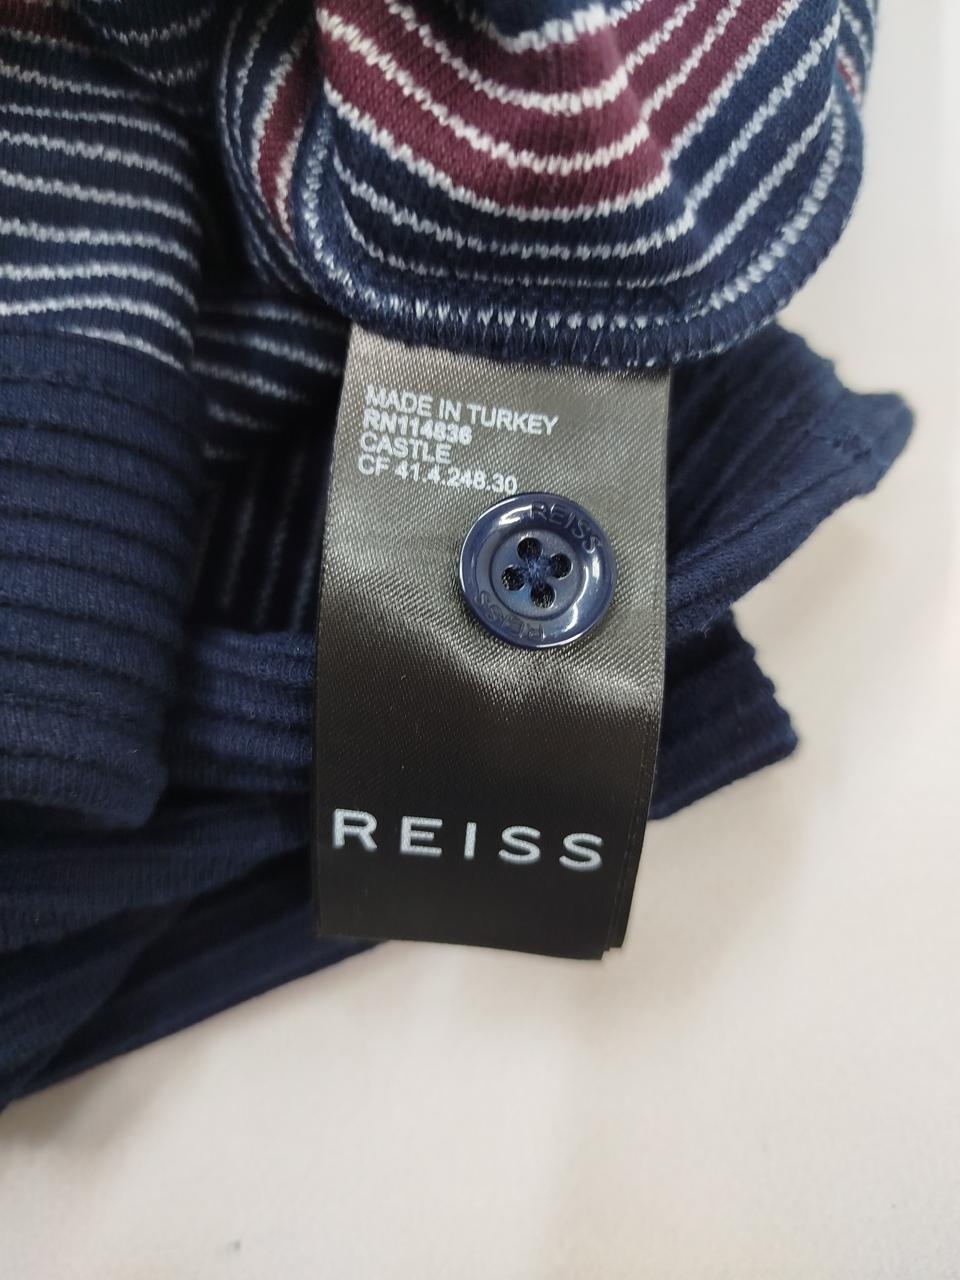 MADE IN TURKEY
RN114836
CASTLE
CF 41.4.248.30
REISS
REISS
REISS